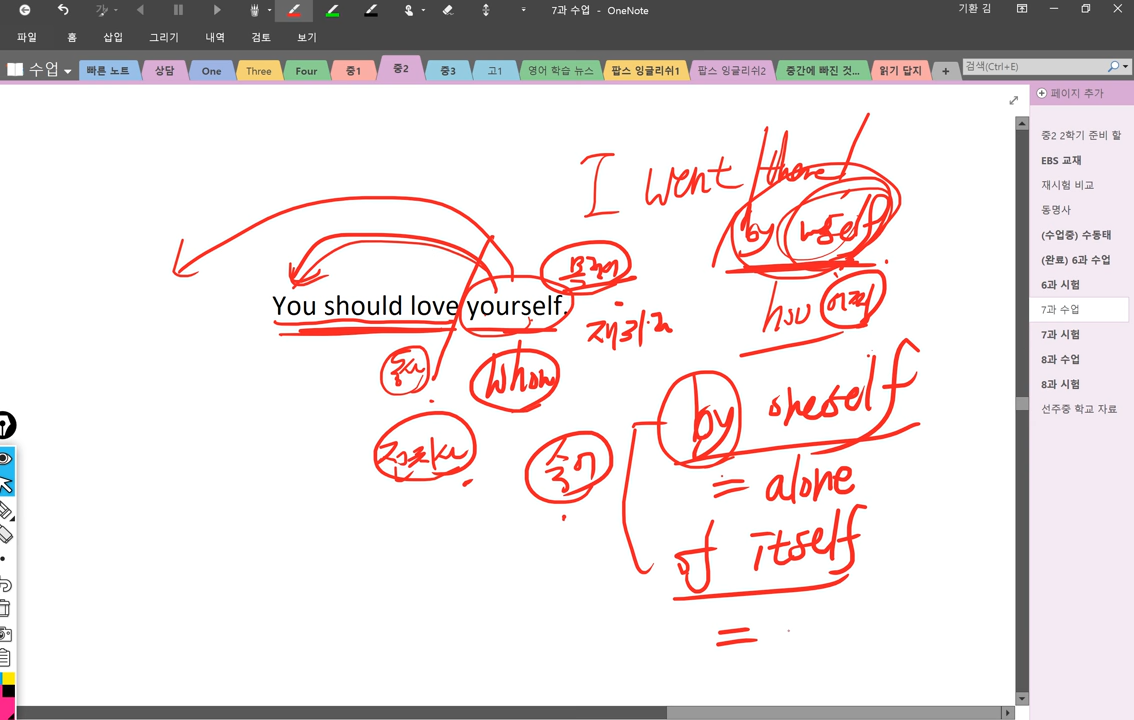 7과 수업 - OneNote
기환 김
파일 홈 삽입 그리기 내역 검토 보기
수업 빠른 노트 상담 One Three Four 중1 중2 중3 고1 영어 학습 뉴스 팝스 잉글리쉬1 팝스 잉글리쉬2 중간에 빠진 것... 읽기 답지 + 검색(Ctrl+E)
페이지 추가
중2 2학기 준비 할
EBS 교재
재시험 비교
동명사
(수업중) 수동태
(완료) 6과 수업
6과 시험
7과 수업
7과 시험
8과 수업
8과 시험
선주중 학교 자료
I went there
by myself
목적어
You should love yourself.
재귀
how
동사
whom
전치사
숙어
by oneself
= alone
of itself
=